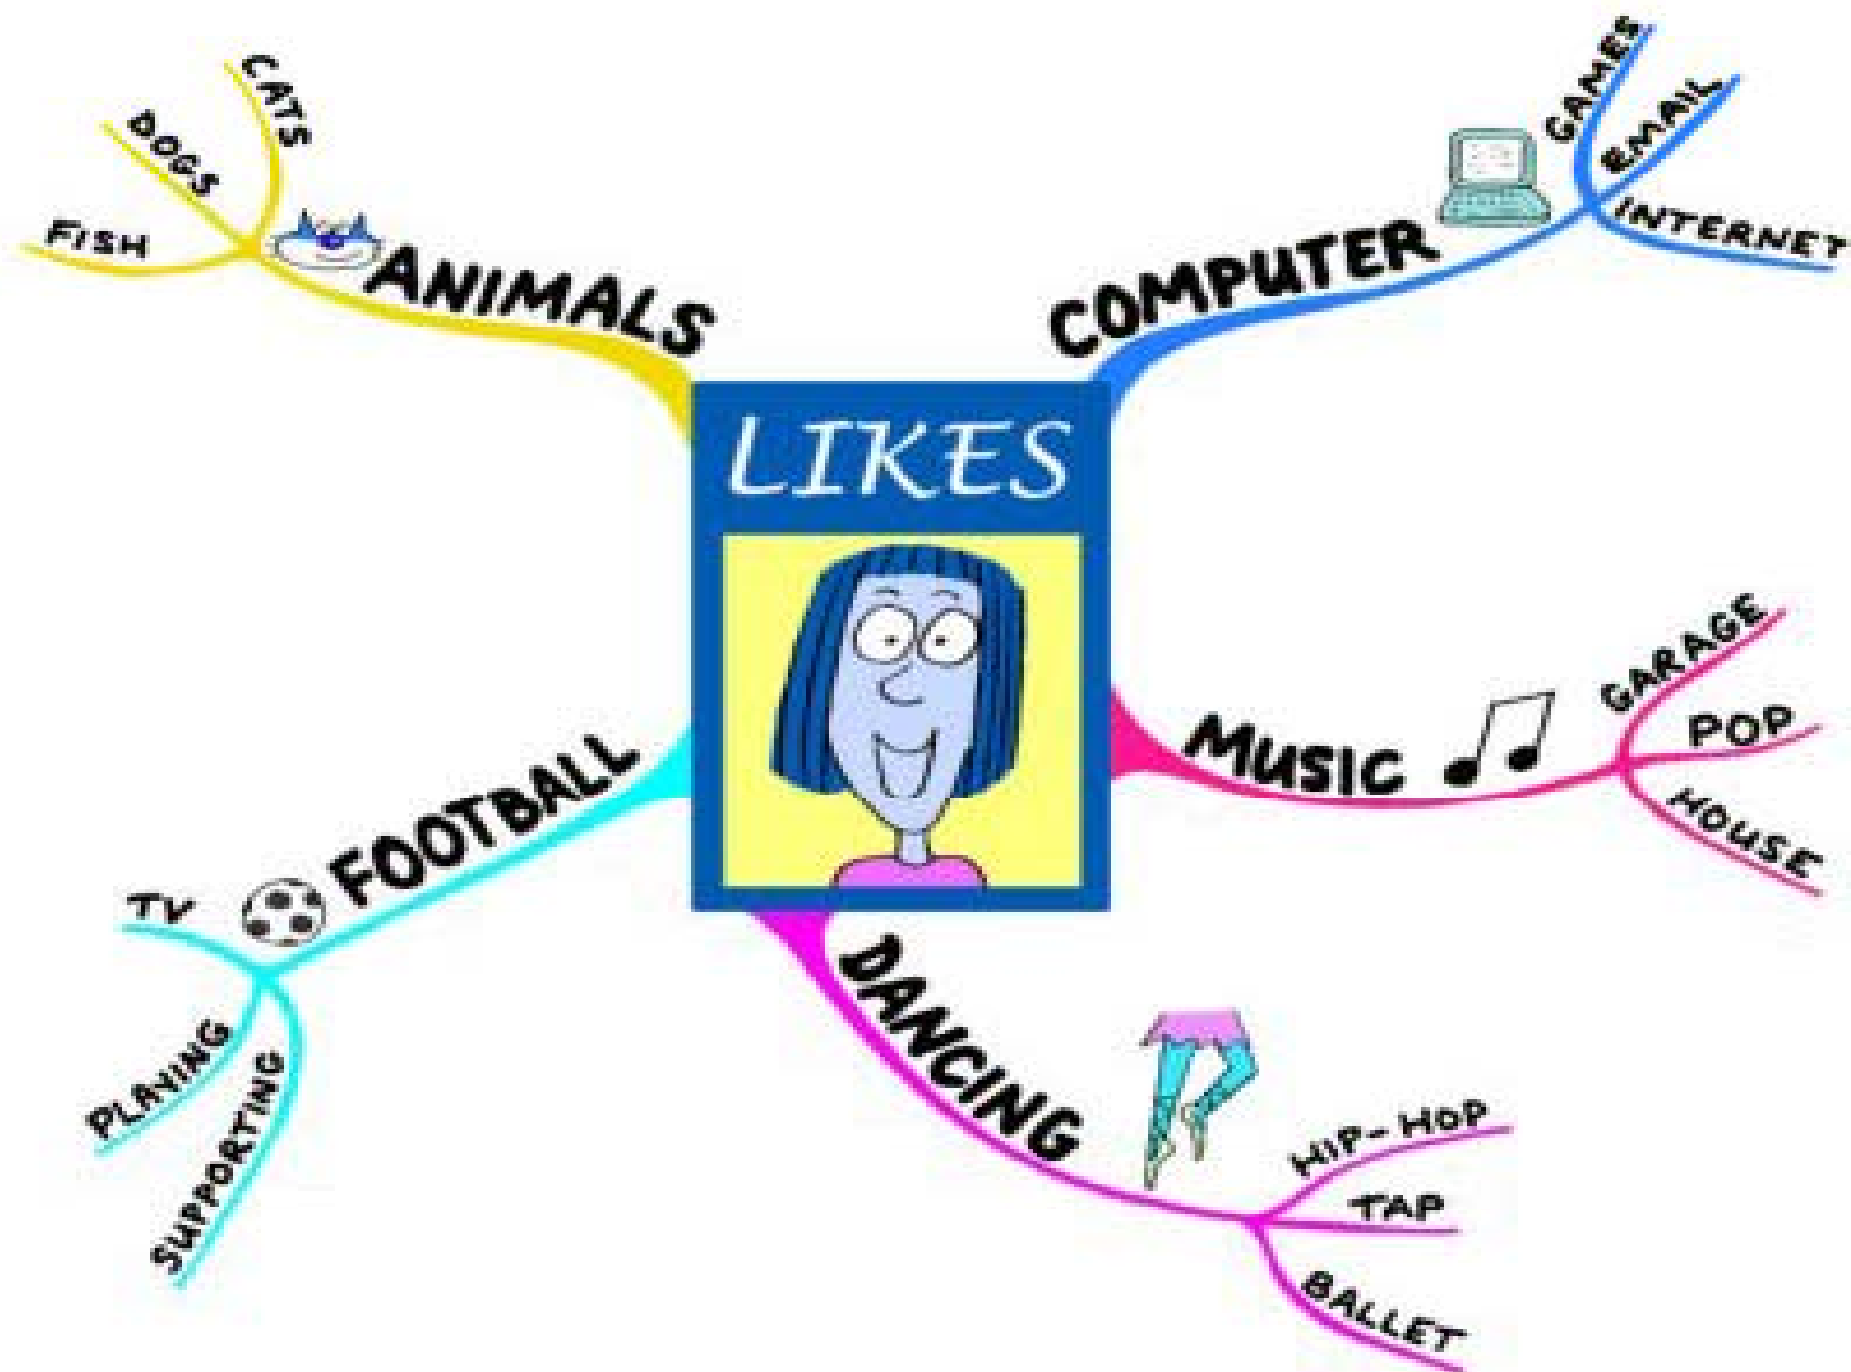 LIKES
COMPUTER
GAMES
EMAIL
INTERNET
MUSIC
GARAGE
POP
HOUSE
DANCING
HIP-HOP
TAP
BALLET
FOOTBALL
SUPPORTING
PLAYING
ANIMALS
FISH
DOGS
CATS